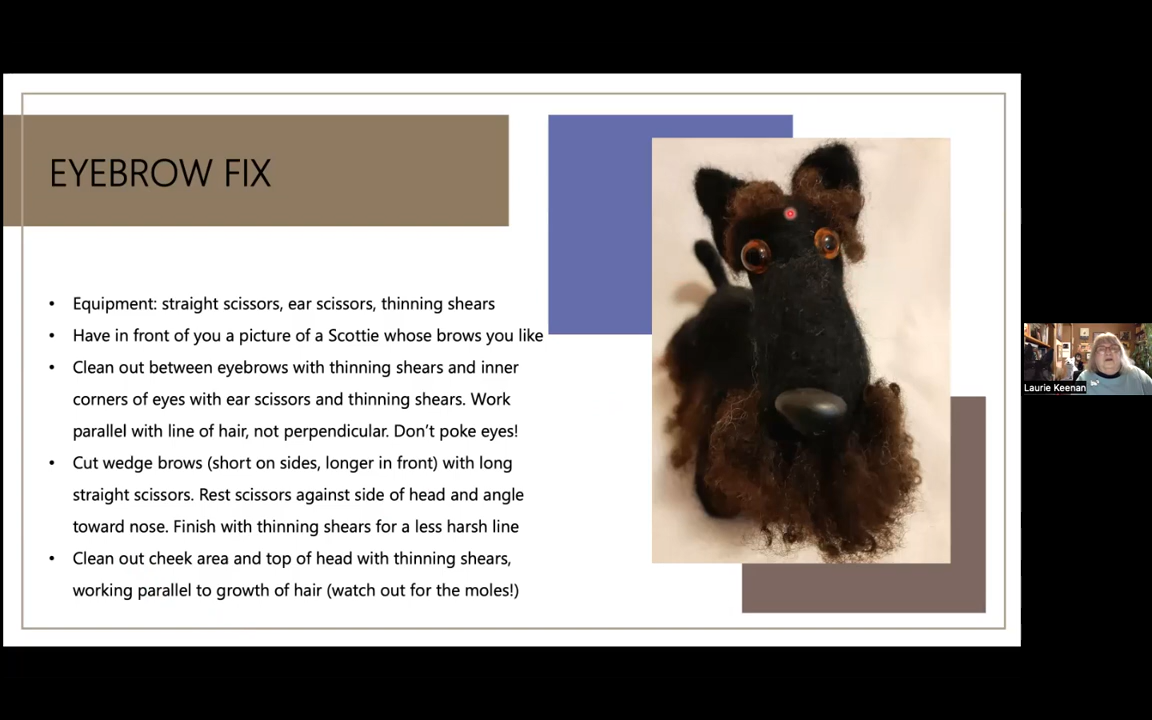 EYEBROW FIX
• Equipment: straight scissors, ear scissors, thinning shears
• Have in front of you a picture of a Scottie whose brows you like
• Clean out between eyebrows with thinning shears and inner
corners of eyes with ear scissors and thinning shears. Work
parallel with line of hair, not perpendicular. Don’t poke eyes!
• Cut wedge brows (short on sides, longer in front) with long
straight scissors. Rest scissors against side of head and angle
toward nose. Finish with thinning shears for a less harsh line
• Clean out cheek area and top of head with thinning shears,
working parallel to growth of hair (watch out for the moles!)
Laurie Keenan